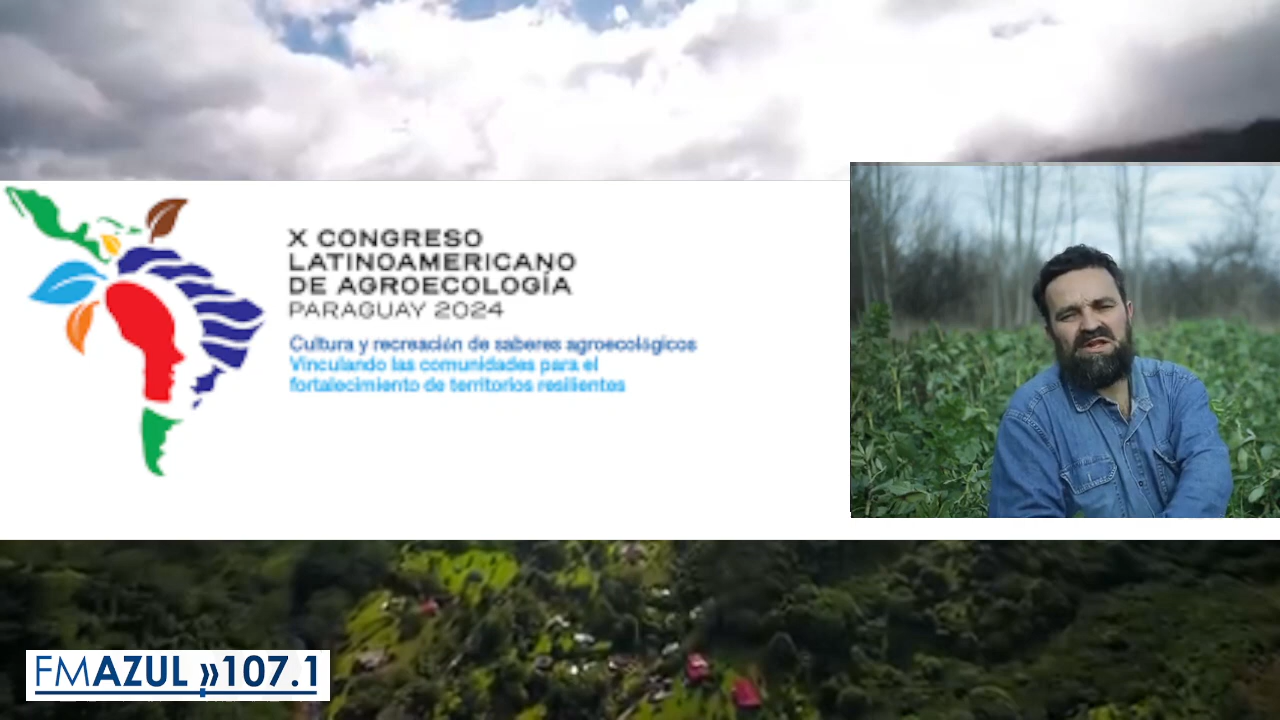 X CONGRESO
LATINOAMERICANO
DE AGROECOLOGÍA
PARAGUAY 2024
Cultura y recreación de saberes agroecológicos
Vinculando las comunidades para el
fortalecimiento de territorios resilientes
FMAZUL »107.1